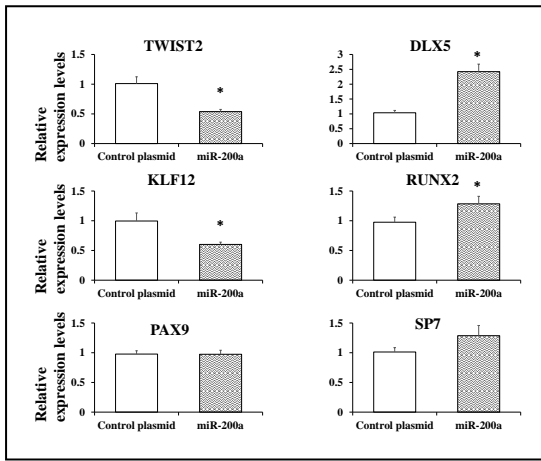 TWIST2
Relative
expression levels
1.5
1
0.5
0
*
Control plasmid miR-200a
DLX5
3
2.5
2
1.5
1
0.5
0
*
Control plasmid miR-200a
KLF12
Relative
expression levels
1.5
1
0.5
0
*
Control plasmid miR-200a
RUNX2
2
1.5
1
0.5
0
*
Control plasmid miR-200a
PAX9
Relative
expression levels
1.5
1
0.5
0
Control plasmid miR-200a
SP7
2
1.5
1
0.5
0
Control plasmid miR-200a